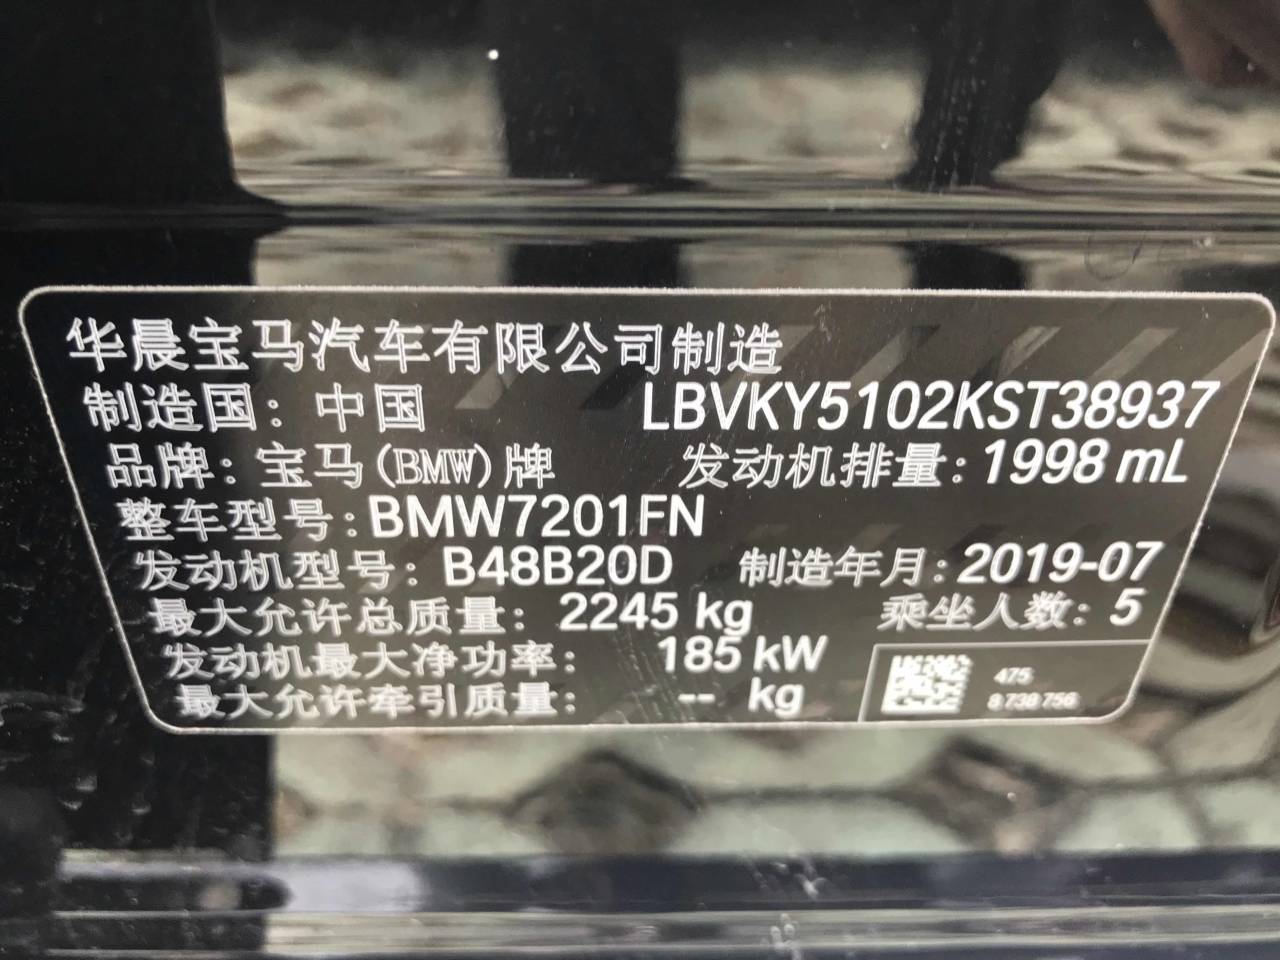 华晨宝马汽车有限公司制造
制造国：中国 LBVKY5102KST38937
品牌：宝马(BMW)牌 发动机排量：1998 mL
整车型号：BMW7201FN
发动机型号：B48B20D 制造年月：2019-07
最大允许总质量：2245 kg 乘坐人数：5
发动机最大净功率：185 kW
最大允许牵引质量：-- kg
475
8 738 756